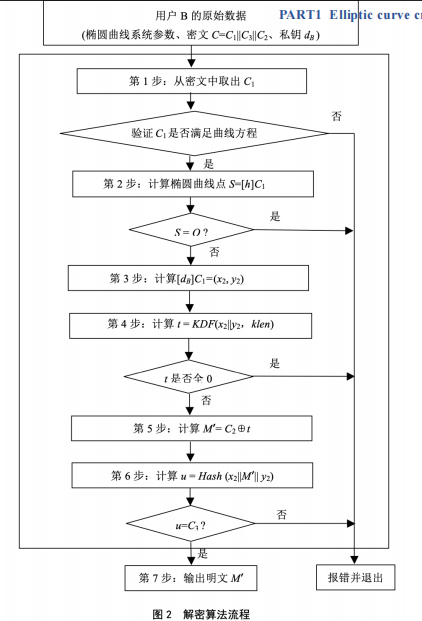 PART1 Elliptic curve cr
用户 B 的原始数据
(椭圆曲线系统参数、密文 C=C₁||C₃||C₂、私钥 d_B)
第 1 步：从密文中取出 C₁
否
验证 C₁是否满足曲线方程
是
第 2 步：计算椭圆曲线点 S=[h]C₁
是
S = O ?
否
第 3 步：计算[d_B]C₁=(x₂, y₂)
第 4 步：计算 t = KDF(x₂||y₂，klen)
是
t 是否全 0
否
第 5 步：计算 M′= C₂⊕t
第 6 步：计算 u = Hash (x₂||M′|| y₂)
否
u=C₃?
是
第 7 步：输出明文 M′
报错并退出
图 2 解密算法流程